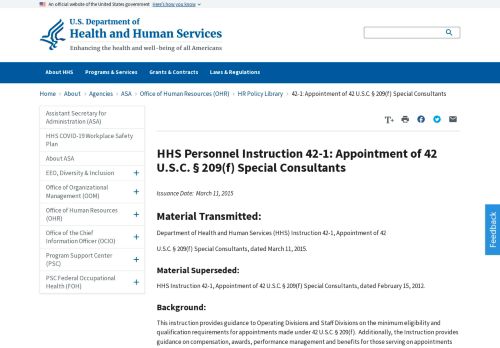 An official website of the United States government Here's how you know
U.S. Department of
Health and Human Services
Enhancing the health and well-being of all Americans
About HHS Programs & Services Grants & Contracts Laws & Regulations
Home › About › Agencies › ASA › Office of Human Resources (OHR) › HR Policy Library › 42-1: Appointment of 42 U.S.C. § 209(f) Special Consultants
Assistant Secretary for
Administration (ASA)
HHS COVID-19 Workplace Safety
Plan
About ASA
EEO, Diversity & Inclusion +
Office of Organizational
Management (OOM) +
Office of Human Resources
(OHR) +
Office of the Chief
Information Officer (OCIO) +
Program Support Center
(PSC) +
PSC Federal Occupational
Health (FOH) +
T+
HHS Personnel Instruction 42-1: Appointment of 42
U.S.C. § 209(f) Special Consultants
Issuance Date: March 11, 2015
Material Transmitted:
Department of Health and Human Services (HHS) Instruction 42-1, Appointment of 42
U.S.C. § 209(f) Special Consultants, dated March 11, 2015.
Material Superseded:
HHS Instruction 42-1, Appointment of 42 U.S.C. § 209(f) Special Consultants, dated February 15, 2012.
Background:
This instruction provides guidance to Operating Divisions and Staff Divisions on the minimum eligibility and
qualification requirements for appointments made under 42 U.S.C. § 209(f). Additionally, the Instruction provides
guidance on compensation, awards, performance management and benefits for those serving on appointments
Feedback